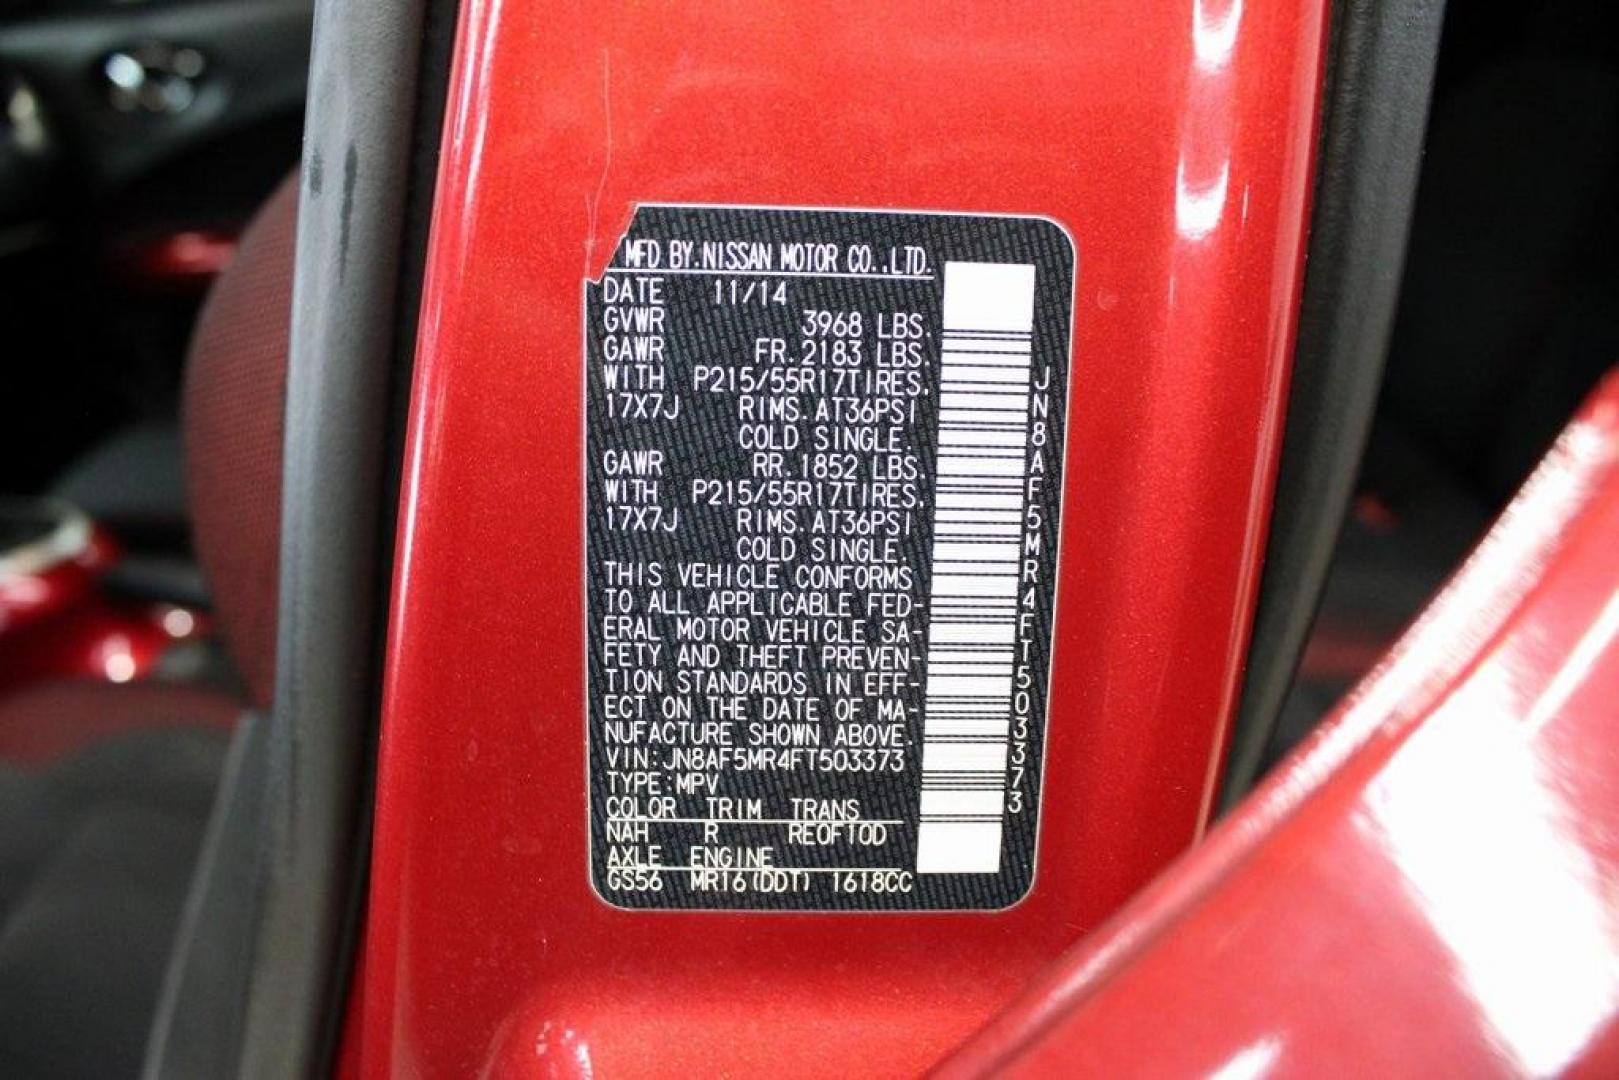 MFD BY.NISSAN MOTOR CO.,LTD.
DATE 11/14
GVWR 3968 LBS.
GAWR FR.2183 LBS.
WITH P215/55R17TIRES.
17X7J RIMS.AT36PSI
COLD SINGLE.
GAWR RR.1852 LBS.
WITH P215/55R17TIRES.
17X7J RIMS.AT36PSI
COLD SINGLE.
THIS VEHICLE CONFORMS
TO ALL APPLICABLE FED-
ERAL MOTOR VEHICLE SA-
FETY AND THEFT PREVEN-
TION STANDARDS IN EFF-
ECT ON THE DATE OF MA-
NUFACTURE SHOWN ABOVE.
VIN:JN8AF5MR4FT503373
TYPE:MPV
COLOR TRIM TRANS
NAH R REOF10D
AXLE ENGINE
GS56 MR16(DDT) 1618CC
JN8AF5MR4FT503373